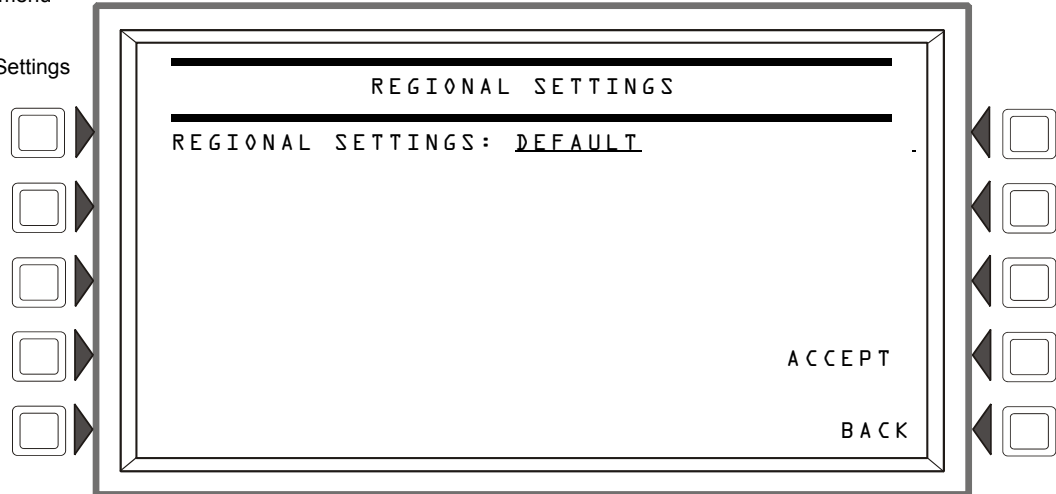 menu
Settings
REGIONAL SETTINGS
REGIONAL SETTINGS: DEFAULT
ACCEPT
BACK